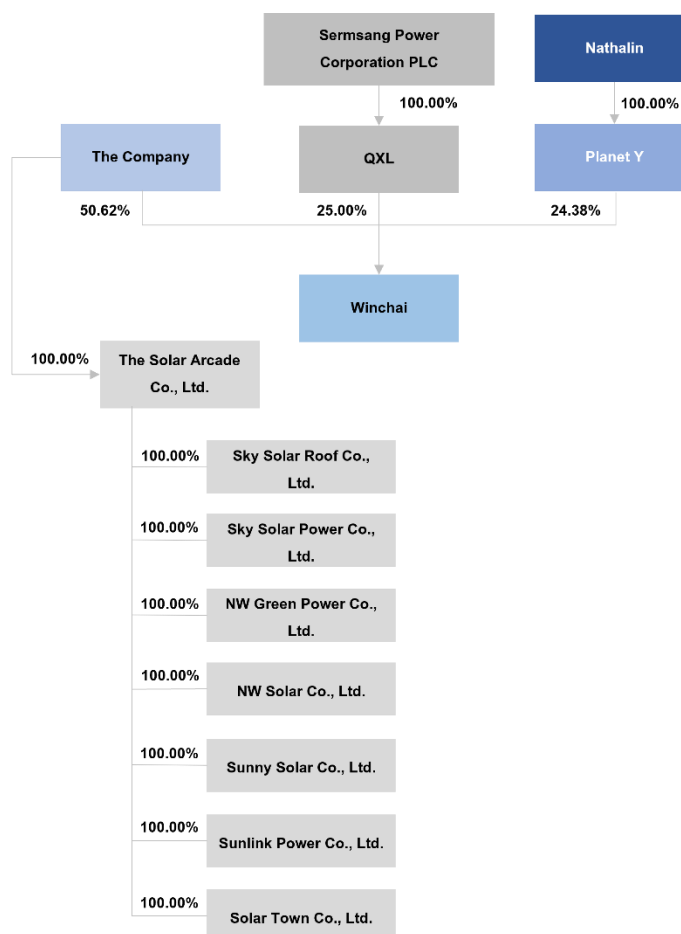 Sermsang Power
Corporation PLC
Nathalin
100.00%
100.00%
The Company
QXL
Planet Y
50.62%
25.00%
24.38%
Winchai
100.00%
The Solar Arcade
Co., Ltd.
100.00%
Sky Solar Roof Co.,
Ltd.
100.00%
Sky Solar Power Co.,
Ltd.
100.00%
NW Green Power Co.,
Ltd.
100.00%
NW Solar Co., Ltd.
100.00%
Sunny Solar Co., Ltd.
100.00%
Sunlink Power Co., Ltd.
100.00%
Solar Town Co., Ltd.